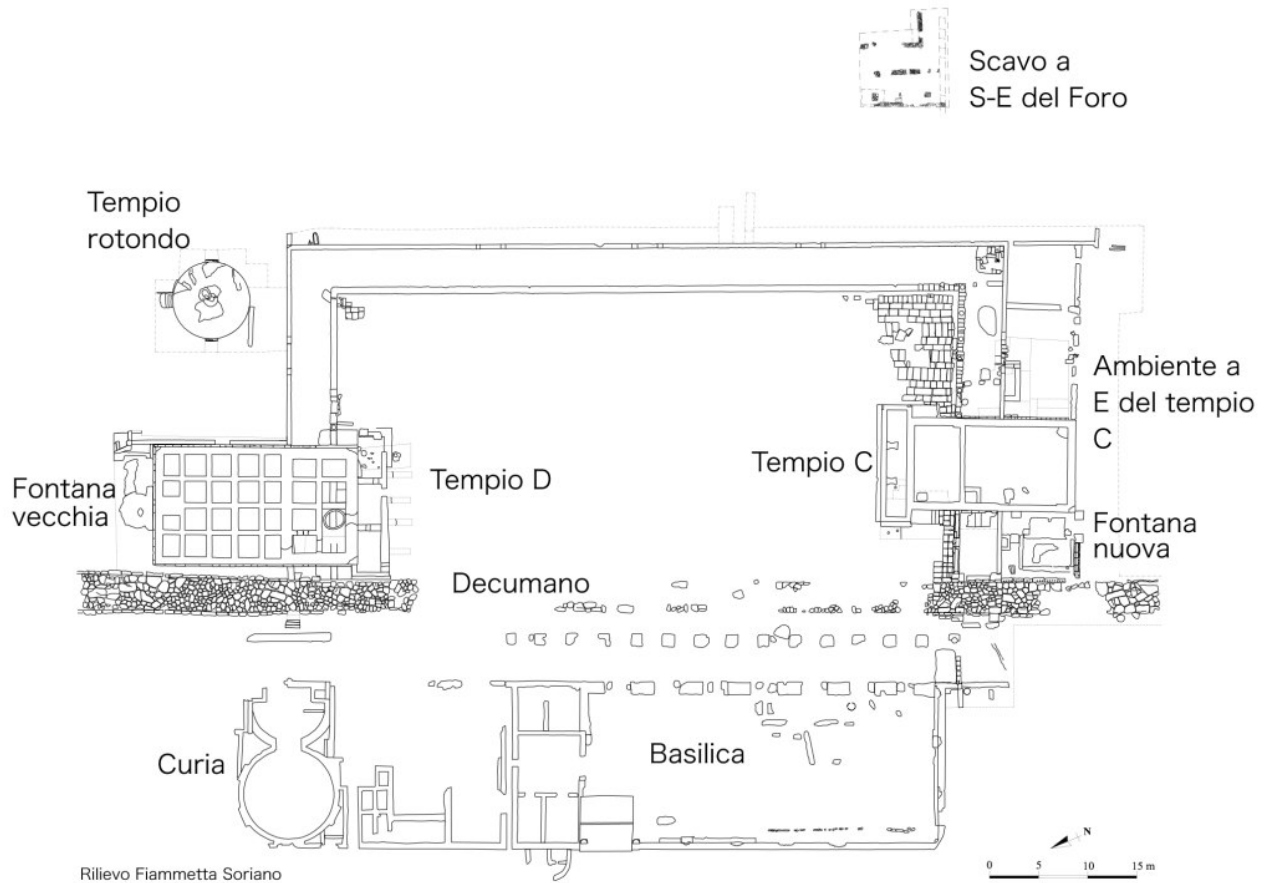 Scavo a
S-E del Foro
Tempio
rotondo
Ambiente a
E del tempio
C
Tempio C
Tempio D
Fontana
vecchia
Fontana
nuova
Decumano
Basilica
Curia
N
0 5 10 15 m
Rilievo Fiammetta Soriano